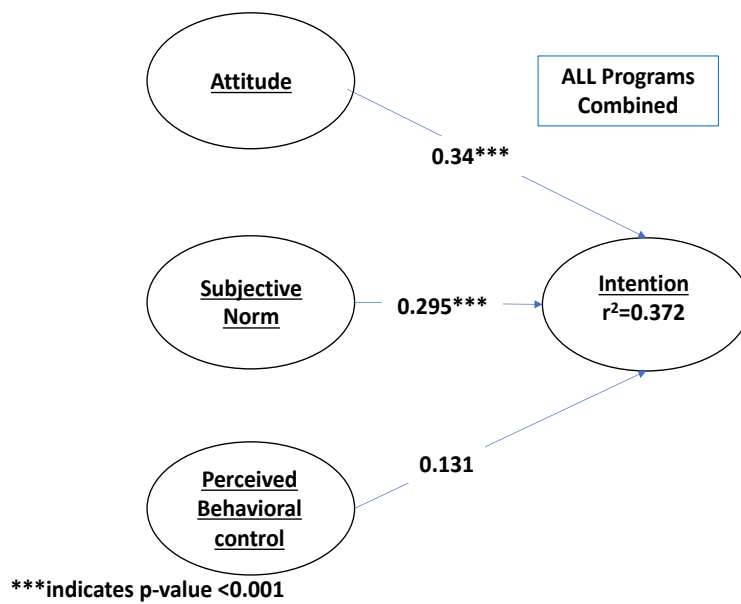 Attitude
ALL Programs
Combined
0.34***
Subjective
Norm
0.295***
Intention
r²=0.372
0.131
Perceived
Behavioral
control
***indicates p-value <0.001